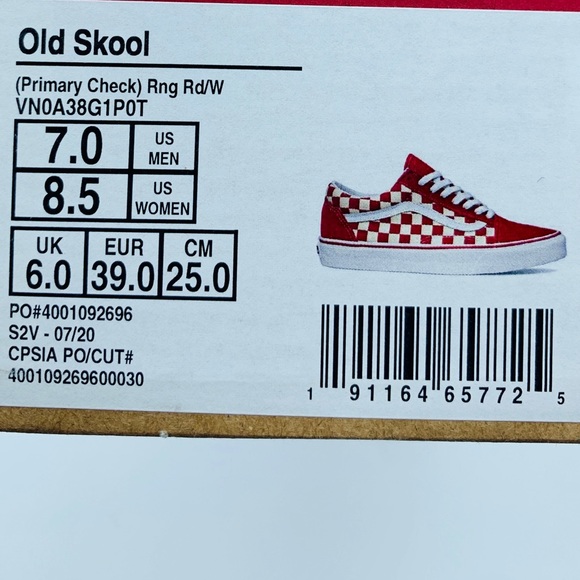 Old Skool
(Primary Check) Rng Rd/W
VN0A38G1P0T
7.0 US MEN
8.5 US WOMEN
UK EUR CM
6.0 39.0 25.0
PO#4001092696
S2V - 07/20
CPSIA PO/CUT#
400109269600030
1 91164 65772 5